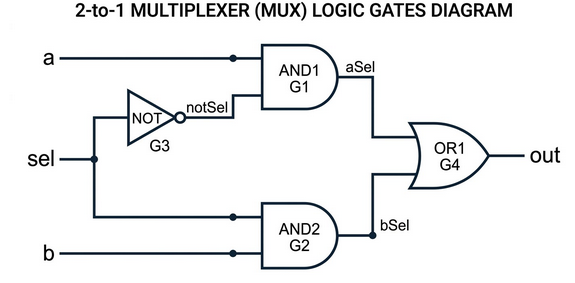 2-to-1 MULTIPLEXER (MUX) LOGIC GATES DIAGRAM
a
AND1
G1
aSel
NOT
notSel
G3
sel
OR1
G4
out
AND2
G2
bSel
b